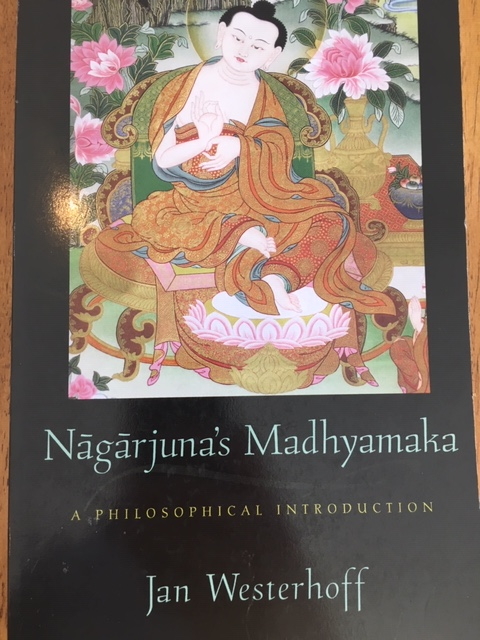 Nāgārjuna's Madhyamaka
A PHILOSOPHICAL INTRODUCTION
Jan Westerhoff